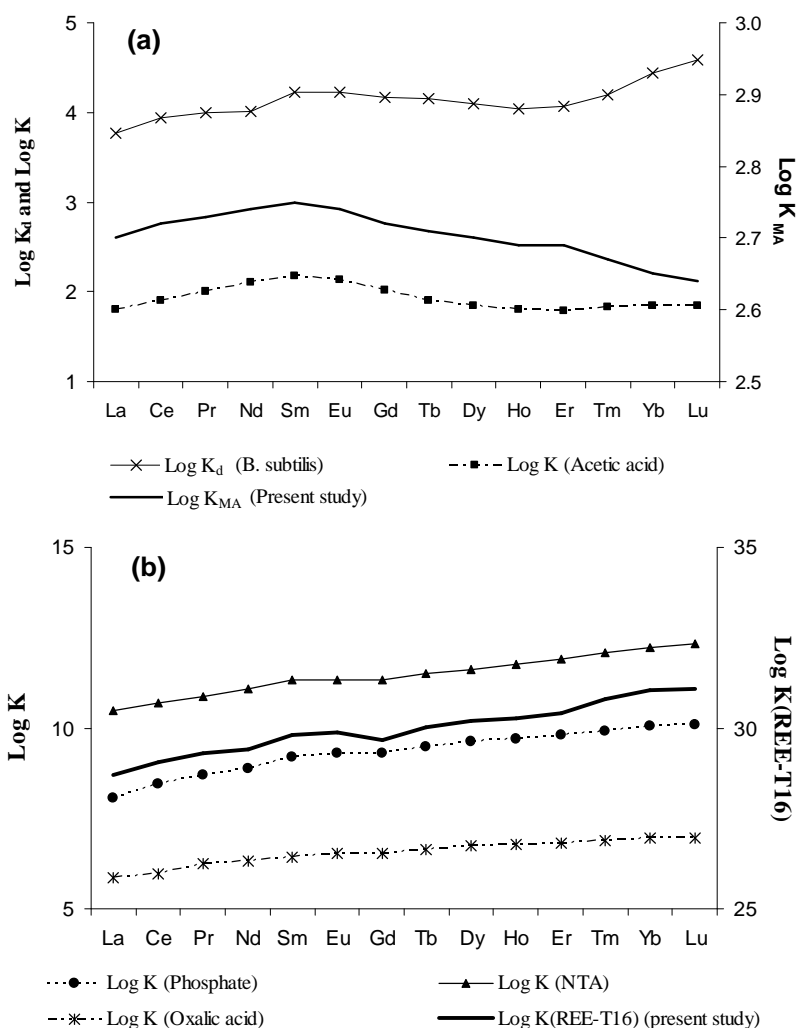 (a)
5
4
3
2
1
Log Kd and Log K
3.0
2.9
2.8
2.7
2.6
2.5
Log K MA
La Ce Pr Nd Sm Eu Gd Tb Dy Ho Er Tm Yb Lu
Log Kd (B. subtilis)
Log K (Acetic acid)
Log KMA (Present study)
(b)
15
10
5
Log K
35
30
25
Log K(REE-T16)
La Ce Pr Nd Sm Eu Gd Tb Dy Ho Er Tm Yb Lu
Log K (Phosphate)
Log K (NTA)
Log K (Oxalic acid)
Log K(REE-T16) (present study)